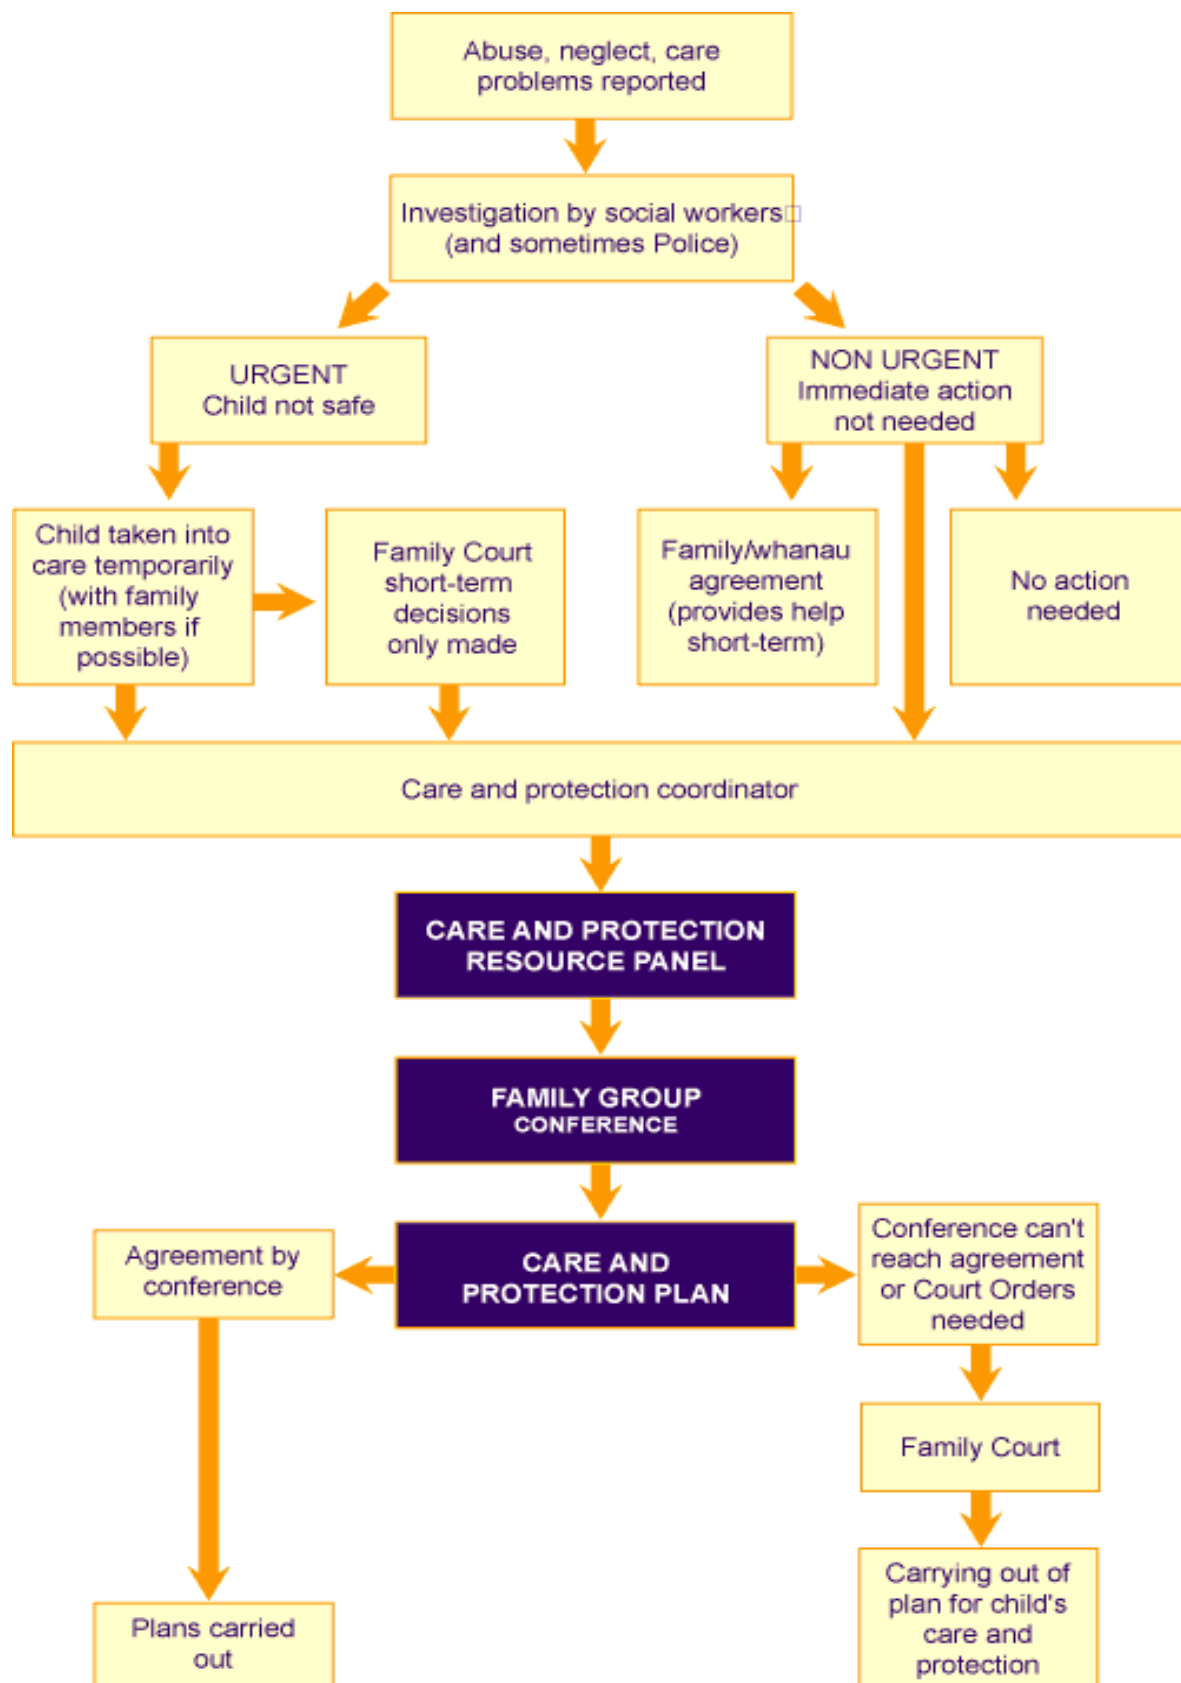 Abuse, neglect, care
problems reported
Investigation by social workers
(and sometimes Police)
URGENT
Child not safe
NON URGENT
Immediate action
not needed
Child taken into
care temporarily
(with family
members if
possible)
Family Court
short-term
decisions
only made
Family/whanau
agreement
(provides help
short-term)
No action
needed
Care and protection coordinator
CARE AND PROTECTION
RESOURCE PANEL
FAMILY GROUP
CONFERENCE
CARE AND
PROTECTION PLAN
Agreement by
conference
Conference can't
reach agreement
or Court Orders
needed
Family Court
Plans carried
out
Carrying out of
plan for child's
care and
protection